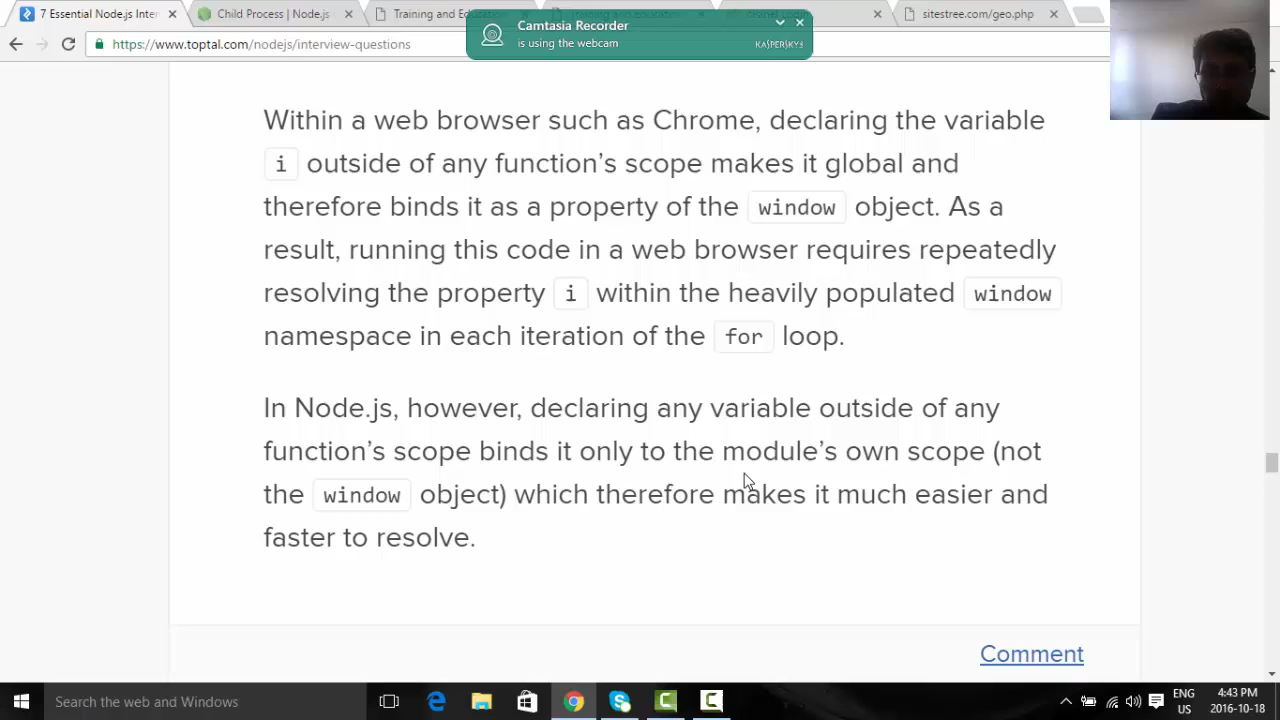 7 Essential Node.js Inter
Child Process | Node.js
Training and Education
sitestree.com/geo.php
Camtasia Recorder
is using the webcam
KASPERSKY
https://www.toptal.com/nodejs/interview-questions
Within a web browser such as Chrome, declaring the variable
i outside of any function’s scope makes it global and
therefore binds it as a property of the window object. As a
result, running this code in a web browser requires repeatedly
resolving the property i within the heavily populated window
namespace in each iteration of the for loop.
In Node.js, however, declaring any variable outside of any
function’s scope binds it only to the module’s own scope (not
the window object) which therefore makes it much easier and
faster to resolve.
Comment
Search the web and Windows
ENG
US
4:43 PM
2016-10-18